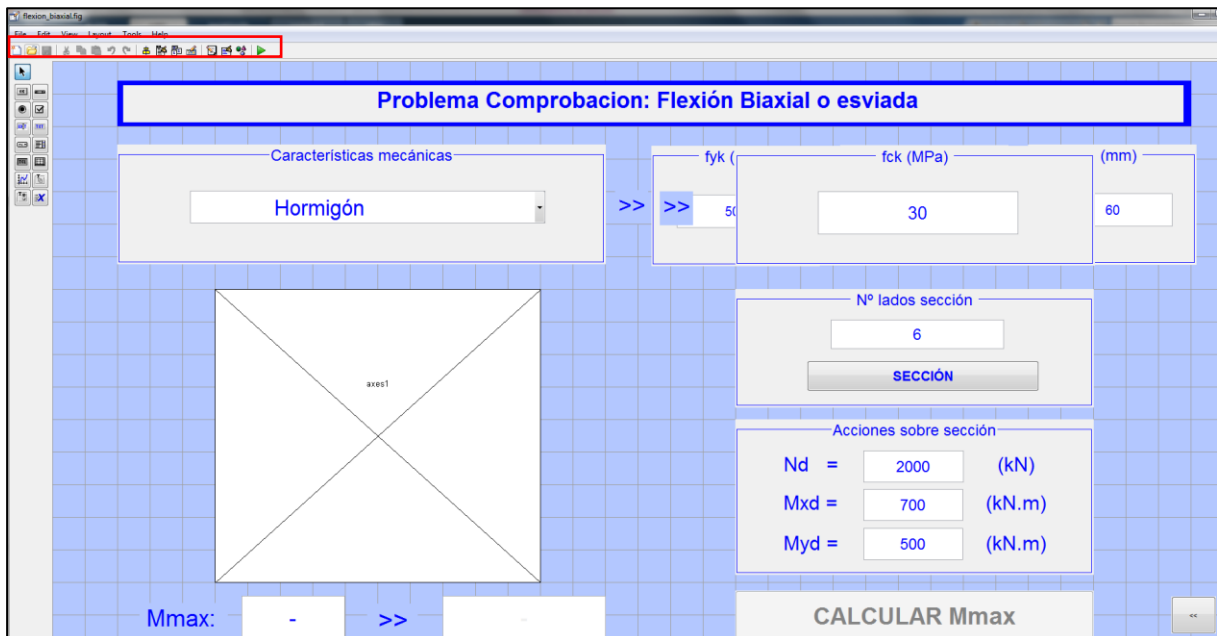 flexion_biaxial.fig
File Edit View Layout Tools Help
Problema Comprobacion: Flexión Biaxial o esviada
Características mecánicas
fyk (
fck (MPa)
(mm)
Hormigón
>>
>>
50
30
60
Nº lados sección
6
SECCIÓN
axes1
Acciones sobre sección
Nd = 2000 (kN)
Mxd = 700 (kN.m)
Myd = 500 (kN.m)
Mmax: - >> -
CALCULAR Mmax
<<